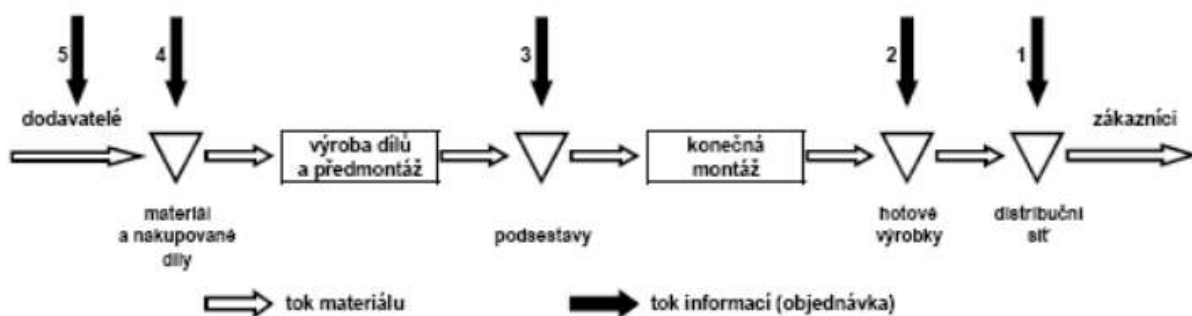 5
4
3
2
1
dodavatelé
zákazníci
výroba dílů
a předmontáž
konečná
montáž
materiál
a nakupované
díly
podsestavy
hotové
výrobky
distribuční
síť
tok materiálu
tok informací (objednávka)